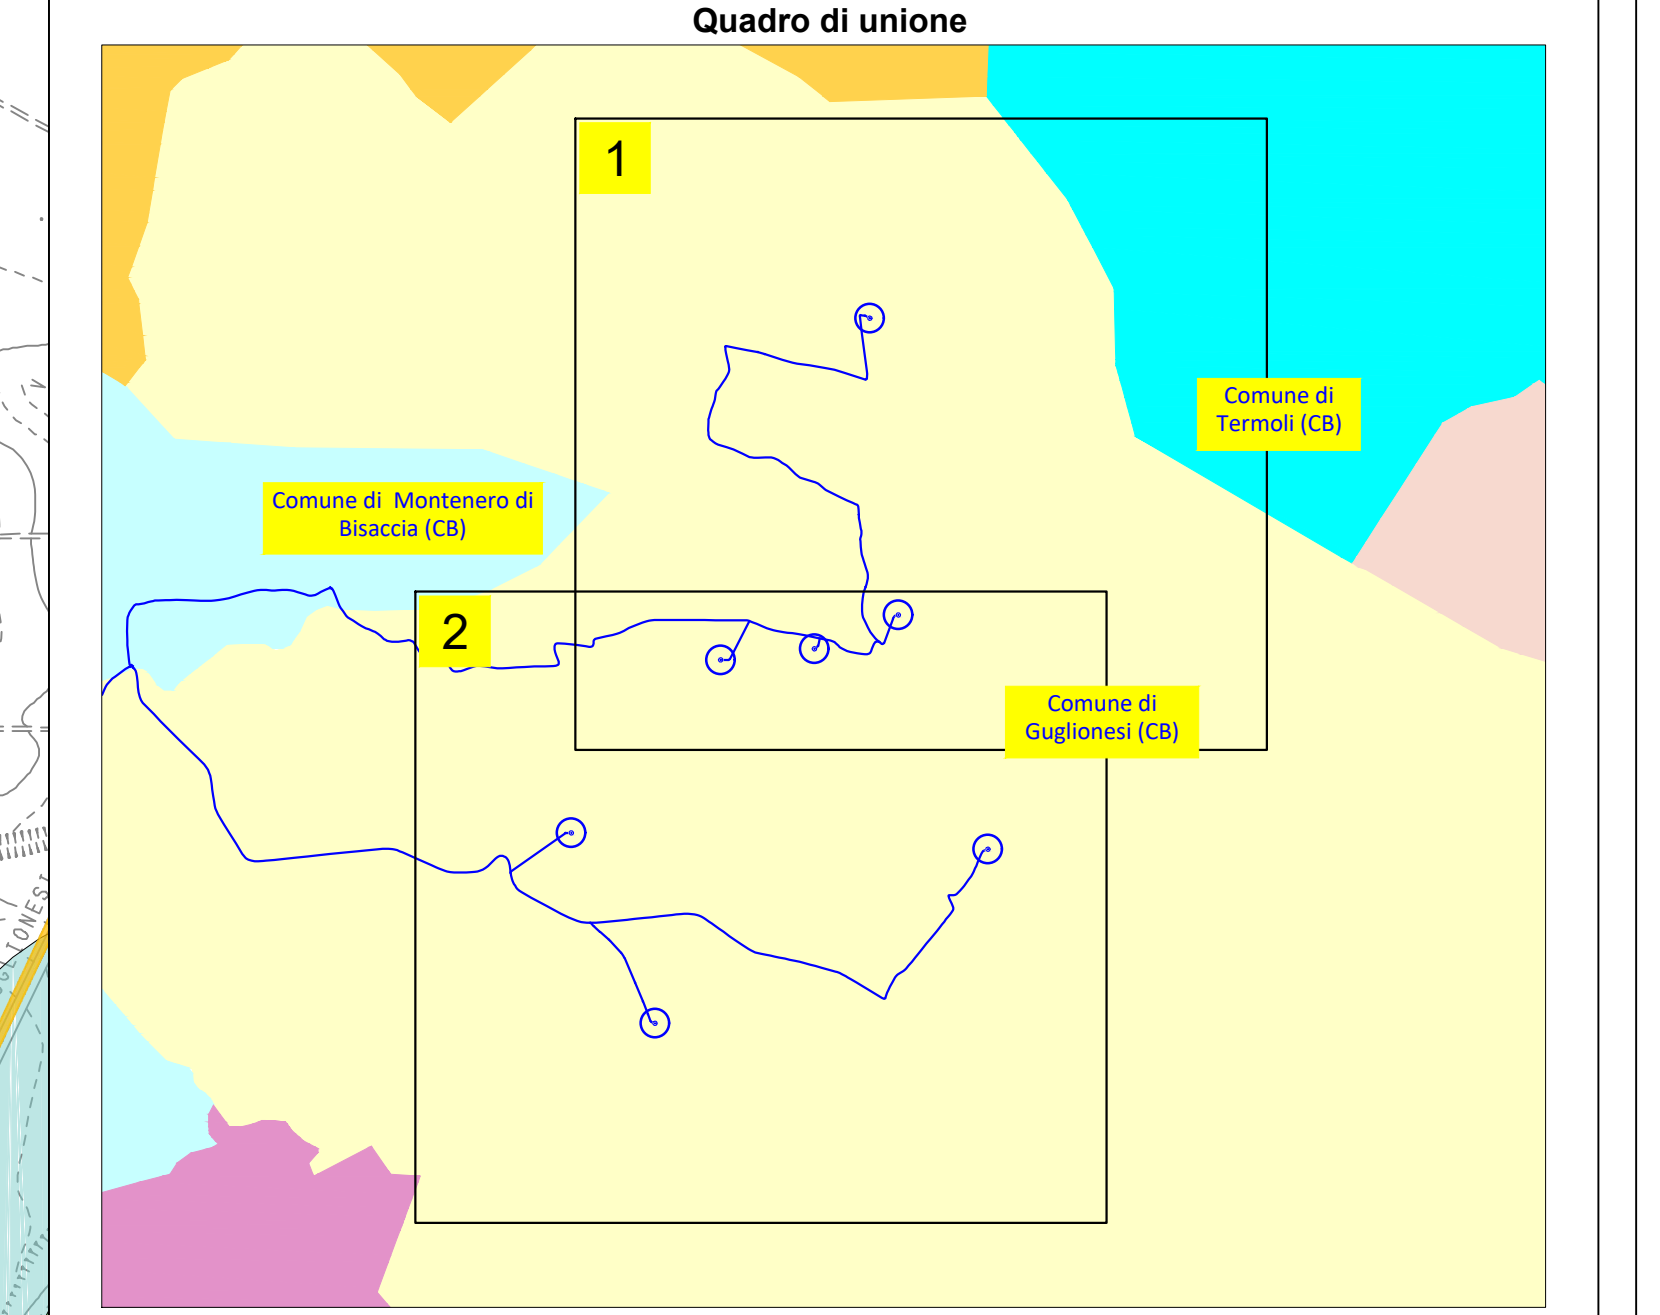 Quadro di unione
1
Comune di
Termoli (CB)
Comune di  Montenero di
Bisaccia (CB)
2
Comune di
Guglionesi (CB)